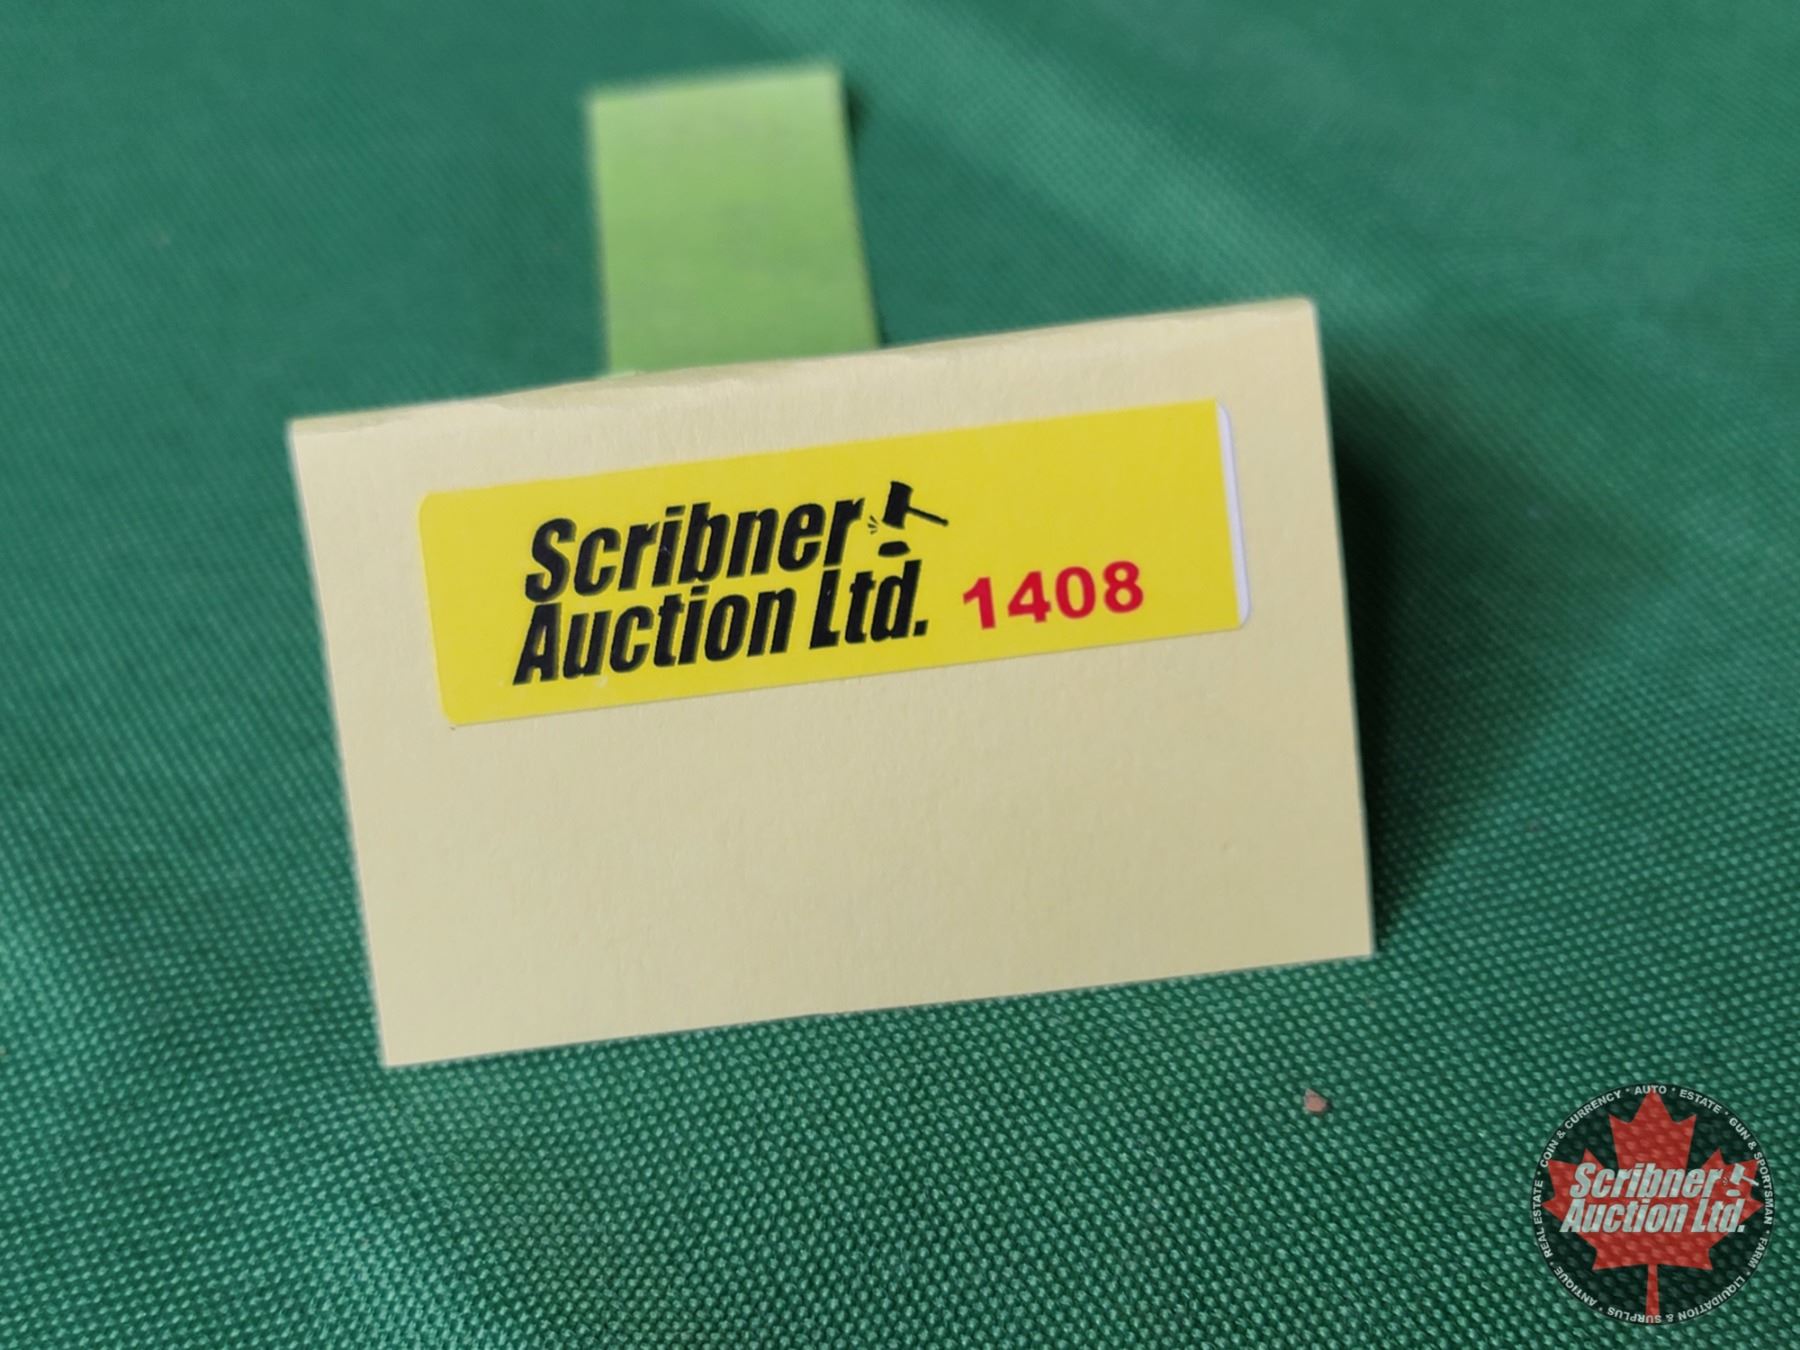 Scribner
Auction Ltd. 1408
COIN & CURRENCY * AUTO * ESTATE * GUN & SPORTSMAN * FARM * LIQUIDATION & SURPLUS * ANTIQUE * REAL ESTATE *
Scribner
Auction Ltd.